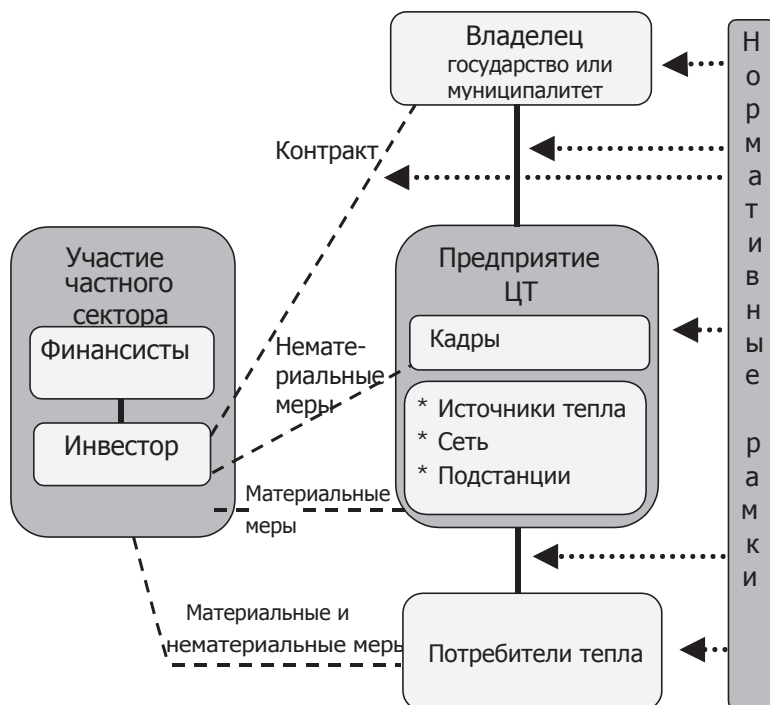 Владелец
государство или
муниципалитет
Контракт
Участие
частного
сектора
Финансисты
Инвестор
Немате-
риальные
меры
Предприятие
ЦТ
Кадры
* Источники тепла
* Сеть
* Подстанции
Материальные
меры
Материальные и
нематериальные меры
Потребители тепла
Нормативные рамки